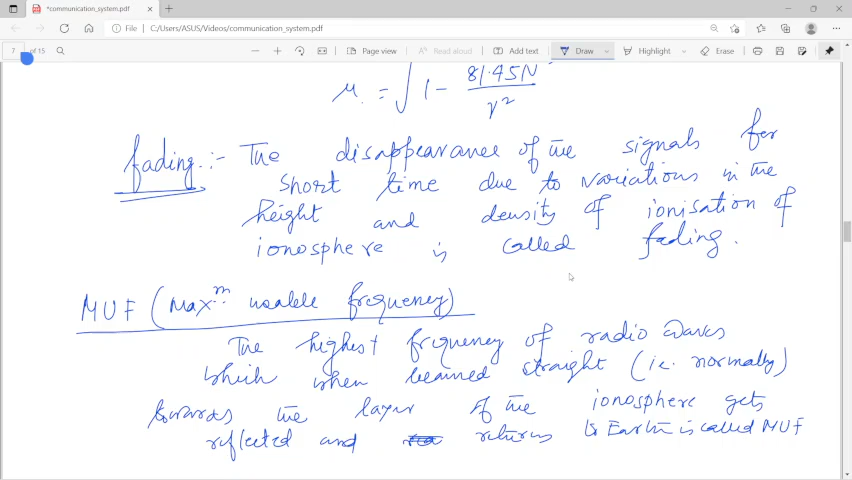 *communication_system.pdf
File | C:/Users/ASUS/Videos/communication_system.pdf
7 of 15 Page view Read aloud Add text Draw Highlight Erase
μ = √1 - 81.45N / γ²
fading :- The disappearance of the signals for
short time due to variations in the
height and density of ionisation of
ionosphere is called fading.
MUF (Maxᵐ usable frequency)
The highest frequency of radio waves
which when beamed straight (i.e. normally)
towards the layer of the ionosphere gets
reflected and returns to Earth is called MUF